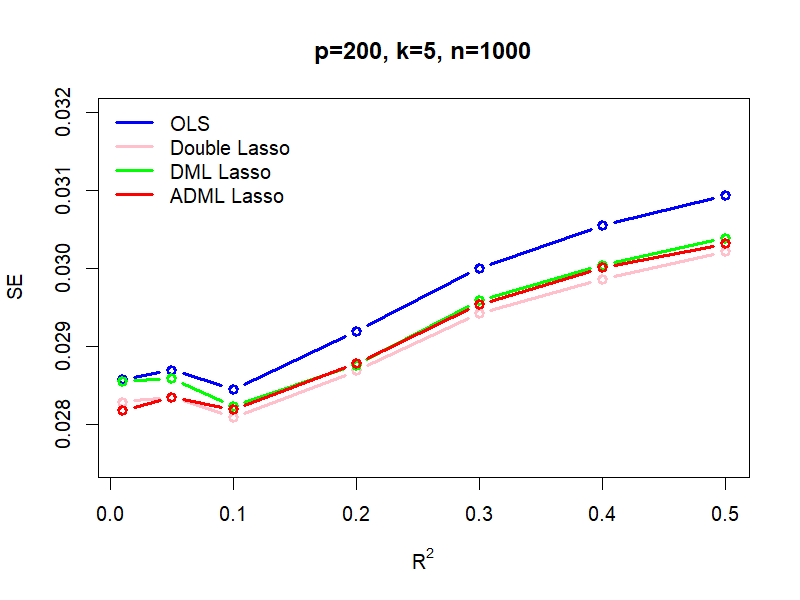 p=200, k=5, n=1000
OLS
Double Lasso
DML Lasso
ADML Lasso
SE
0.032
0.031
0.030
0.029
0.028
0.0 0.1 0.2 0.3 0.4 0.5
R²